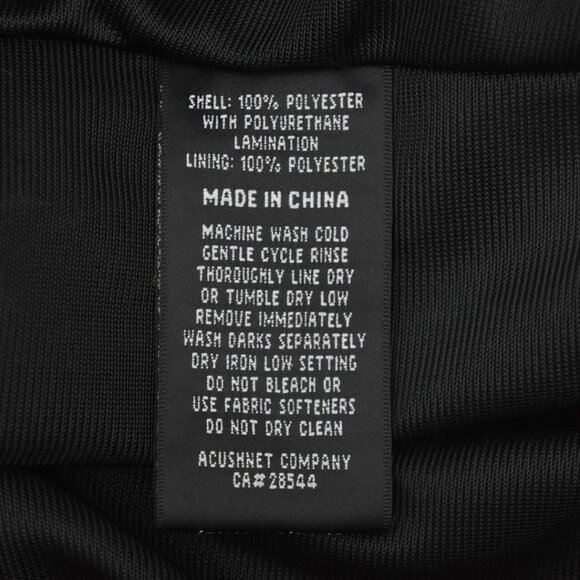 SHELL: 100% POLYESTER
WITH POLYURETHANE
LAMINATION
LINING: 100% POLYESTER
MADE IN CHINA
MACHINE WASH COLD
GENTLE CYCLE RINSE
THOROUGHLY LINE DRY
OR TUMBLE DRY LOW
REMOVE IMMEDIATELY
WASH DARKS SEPARATELY
DRY IRON LOW SETTING
DO NOT BLEACH OR
USE FABRIC SOFTENERS
DO NOT DRY CLEAN
ACUSHNET COMPANY
CA# 28544